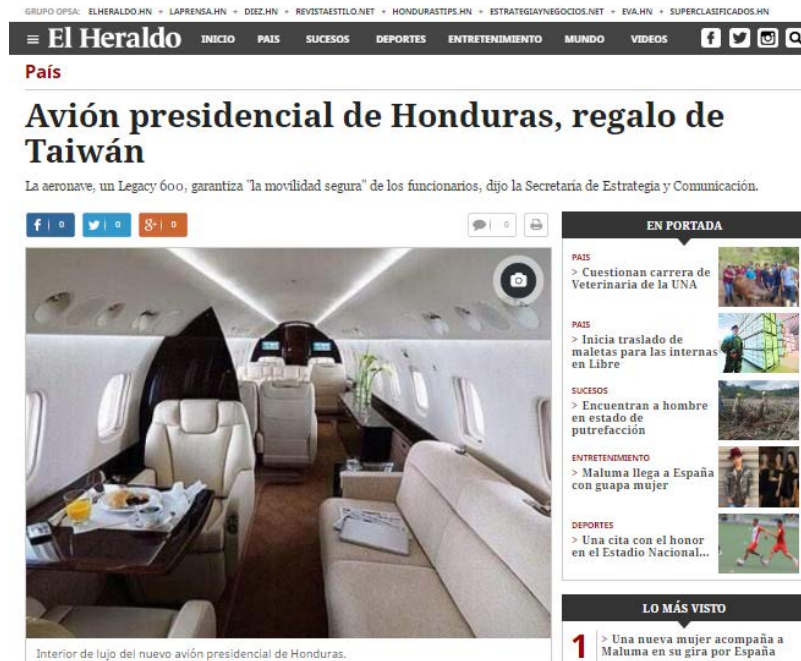 GRUPO OPSA: ELHERALDO.HN + LAPRENSA.HN + DIEZ.HN + REVISTAESTILO.NET + HONDURASTIPS.HN + ESTRATEGIAYNEGOCIOS.NET + EVA.HN + SUPERCLASIFICADOS.HN
≡ El Heraldo INICIO PAIS SUCESOS DEPORTES ENTRETENIMIENTO MUNDO VIDEOS
País
Avión presidencial de Honduras, regalo de
Taiwán
La aeronave, un Legacy 600, garantiza "la movilidad segura" de los funcionarios, dijo la Secretaría de Estrategia y Comunicación.
f 0 0 8+ 0 0
Interior de lujo del nuevo avión presidencial de Honduras.
EN PORTADA
PAIS
> Cuestionan carrera de
Veterinaria de la UNA
PAIS
> Inicia traslado de
maletas para las internas
en Libre
SUCESOS
> Encuentran a hombre
en estado de
putrefacción
ENTRETENIMIENTO
> Maluma llega a España
con guapa mujer
DEPORTES
> Una cita con el honor
en el Estadio Nacional...
LO MÁS VISTO
1 > Una nueva mujer acompaña a
Maluma en su gira por España